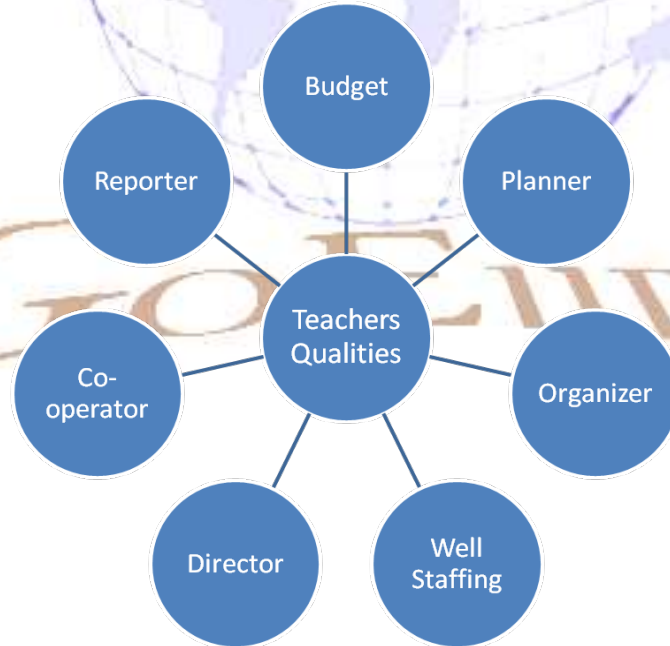 Budget
Planner
Organizer
Well
Staffing
Director
Co-
operator
Reporter
Teachers
Qualities